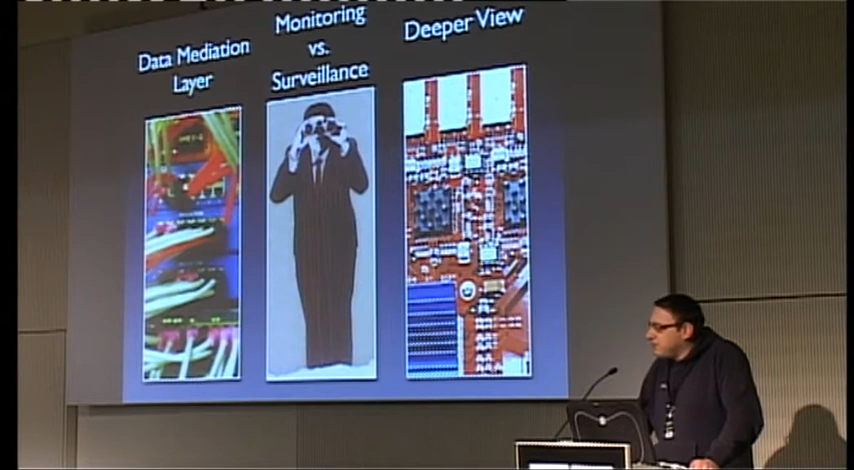 Data Mediation
Layer
Monitoring
vs.
Surveillance
Deeper View